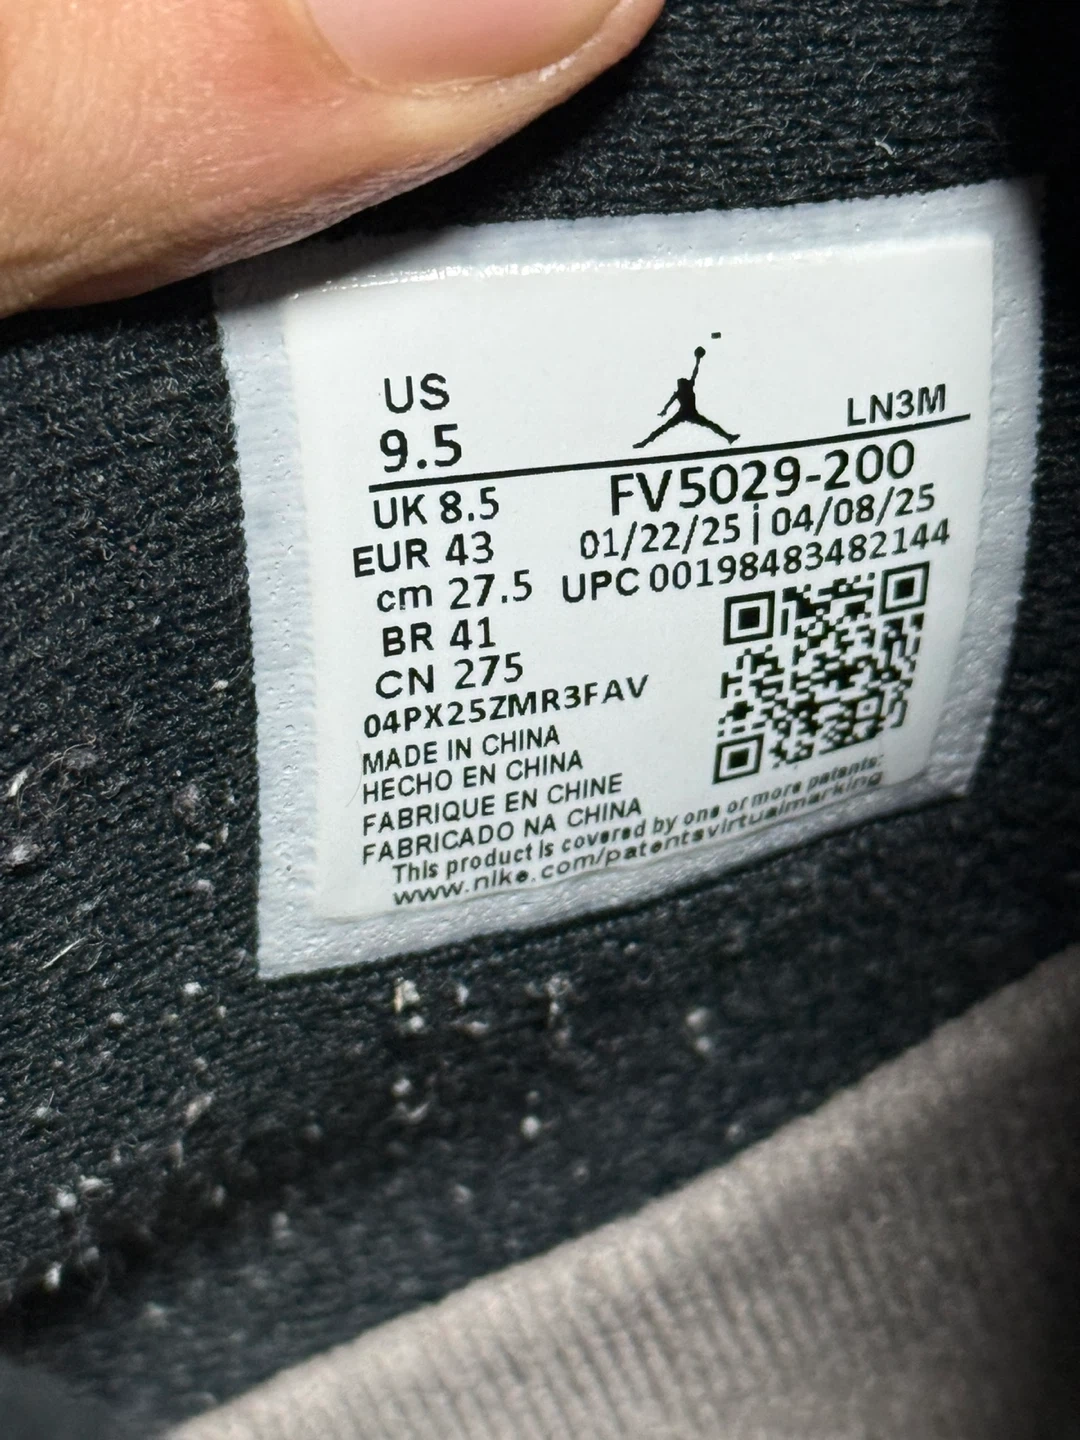 US
9.5
LN3M
UK 8.5
FV5029-200
EUR 43
01/22/25 | 04/08/25
cm 27.5
UPC 00198483482144
BR 41
CN 275
04PX25ZMR3FAV
MADE IN CHINA
HECHO EN CHINA
FABRIQUE EN CHINE
FABRICADO NA CHINA
This product is covered by one or more patents:
www.nike.com/patentsvirtualmarking